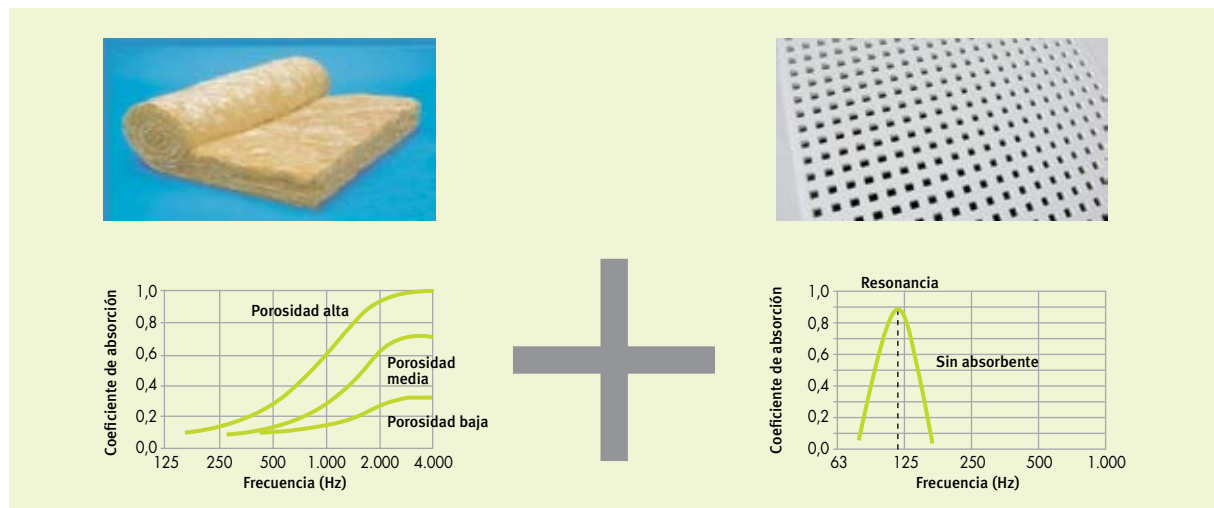 Coeficiente de absorción
1,0
0,8
0,6
0,4
0,2
0,0
Porosidad alta
Porosidad
media
Porosidad baja
125 250 500 1.000 2.000 4.000
Frecuencia (Hz)
Resonancia
Coeficiente de absorción
1,0
0,8
0,6
0,4
0,2
0,0
Sin absorbente
63 125 250 500 1.000
Frecuencia (Hz)